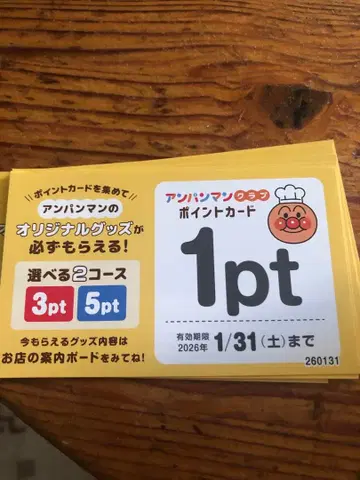 ポイントカードを集めて
アンパンマンの
オリジナルグッズが
必ずもらえる!
選べる2コース
3pt 5pt
今もらえるグッズ内容は
お店の案内ボードをみてね!
アンパンマンクラブ
ポイントカード
1pt
有効期限
2026年 1/31(土)まで
260131